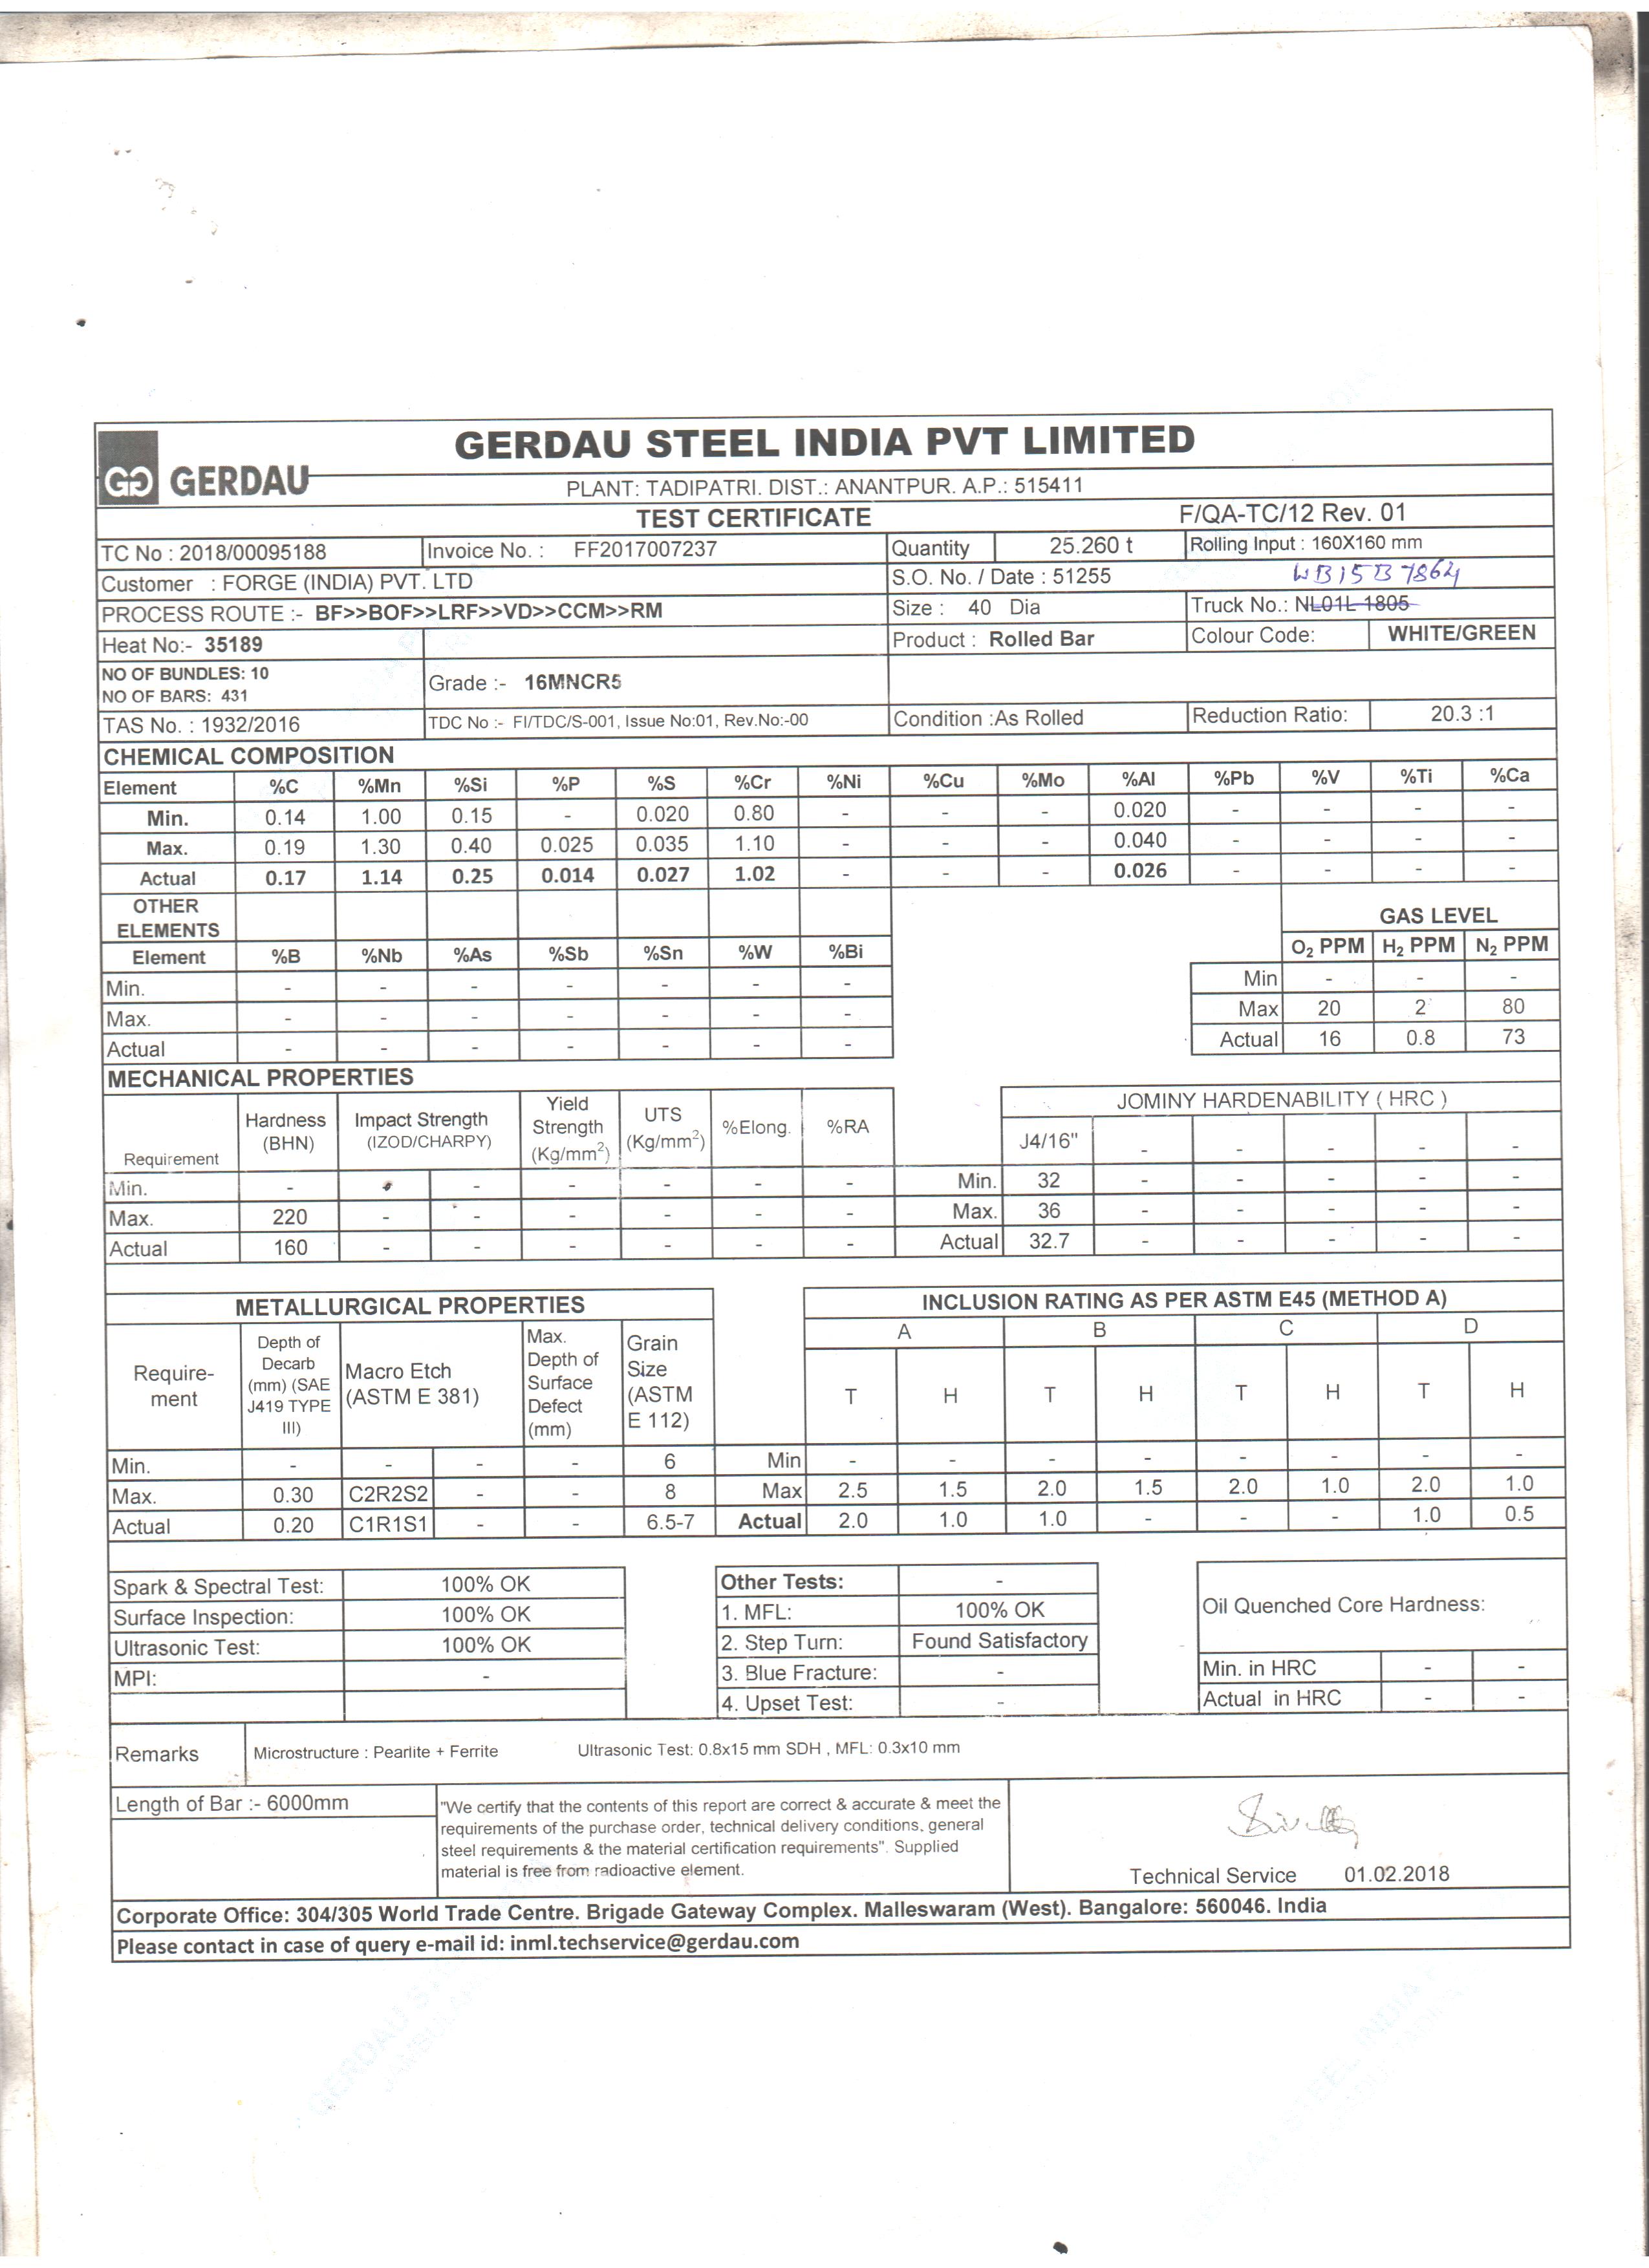 GERDAU STEEL INDIA PVT LIMITED
GERDAU
PLANT: TADIPATRI. DIST.: ANANTPUR. A.P.: 515411
TEST CERTIFICATE F/QA-TC/12 Rev. 01
TC No : 2018/00095188 Invoice No. : FF2017007237 Quantity 25.260 t Rolling Input : 160X160 mm
Customer : FORGE (INDIA) PVT. LTD S.O. No. / Date : 51255 WB15B7864
PROCESS ROUTE :- BF>>BOF>>LRF>>VD>>CCM>>RM Size : 40 Dia Truck No.: NL01L 1805
Heat No:- 35189 Product : Rolled Bar Colour Code: WHITE/GREEN
NO OF BUNDLES: 10
NO OF BARS: 431 Grade :- 16MNCR5
TAS No. : 1932/2016 TDC No :- FI/TDC/S-001, Issue No:01, Rev.No:-00 Condition :As Rolled Reduction Ratio: 20.3 :1
CHEMICAL COMPOSITION
Element %C %Mn %Si %P %S %Cr %Ni %Cu %Mo %Al %Pb %V %Ti %Ca
Min. 0.14 1.00 0.15 - 0.020 0.80 - - - 0.020 - - - -
Max. 0.19 1.30 0.40 0.025 0.035 1.10 - - - 0.040 - - - -
Actual 0.17 1.14 0.25 0.014 0.027 1.02 - - - 0.026 - - - -
OTHER
ELEMENTS GAS LEVEL
Element %B %Nb %As %Sb %Sn %W %Bi O2 PPM H2 PPM N2 PPM
Min. - - - - - - - Min - - -
Max. - - - - - - - Max 20 2 80
Actual - - - - - - - Actual 16 0.8 73
MECHANICAL PROPERTIES
Requirement Hardness (BHN) Impact Strength (IZOD/CHARPY) Yield Strength (Kg/mm2) UTS (Kg/mm2) %Elong. %RA JOMINY HARDENABILITY ( HRC )
J4/16" - - - - -
Min. - - - - - - - Min. 32 - - - - -
Max. 220 - - - - - - Max. 36 - - - - -
Actual 160 - - - - - - Actual 32.7 - - - - -
METALLURGICAL PROPERTIES INCLUSION RATING AS PER ASTM E45 (METHOD A)
Require-ment Depth of Decarb (mm) (SAE J419 TYPE III) Macro Etch (ASTM E 381) Max. Depth of Surface Defect (mm) Grain Size (ASTM E 112) A B C D
T H T H T H T H
Min. - - - - 6 Min - - - - - - - -
Max. 0.30 C2R2S2 - - 8 Max 2.5 1.5 2.0 1.5 2.0 1.0 2.0 1.0
Actual 0.20 C1R1S1 - - 6.5-7 Actual 2.0 1.0 1.0 - - - 1.0 0.5
Spark & Spectral Test: 100% OK Other Tests: - Oil Quenched Core Hardness:
Surface Inspection: 100% OK 1. MFL: 100% OK
Ultrasonic Test: 100% OK 2. Step Turn: Found Satisfactory
MPI: - 3. Blue Fracture: - Min. in HRC - -
4. Upset Test: - Actual in HRC - -
Remarks Microstructure : Pearlite + Ferrite Ultrasonic Test: 0.8x15 mm SDH , MFL: 0.3x10 mm
Length of Bar :- 6000mm
"We certify that the contents of this report are correct & accurate & meet the
requirements of the purchase order, technical delivery conditions, general
steel requirements & the material certification requirements". Supplied
material is free from radioactive element.
Technical Service 01.02.2018
Corporate Office: 304/305 World Trade Centre. Brigade Gateway Complex. Malleswaram (West). Bangalore: 560046. India
Please contact in case of query e-mail id: inml.techservice@gerdau.com